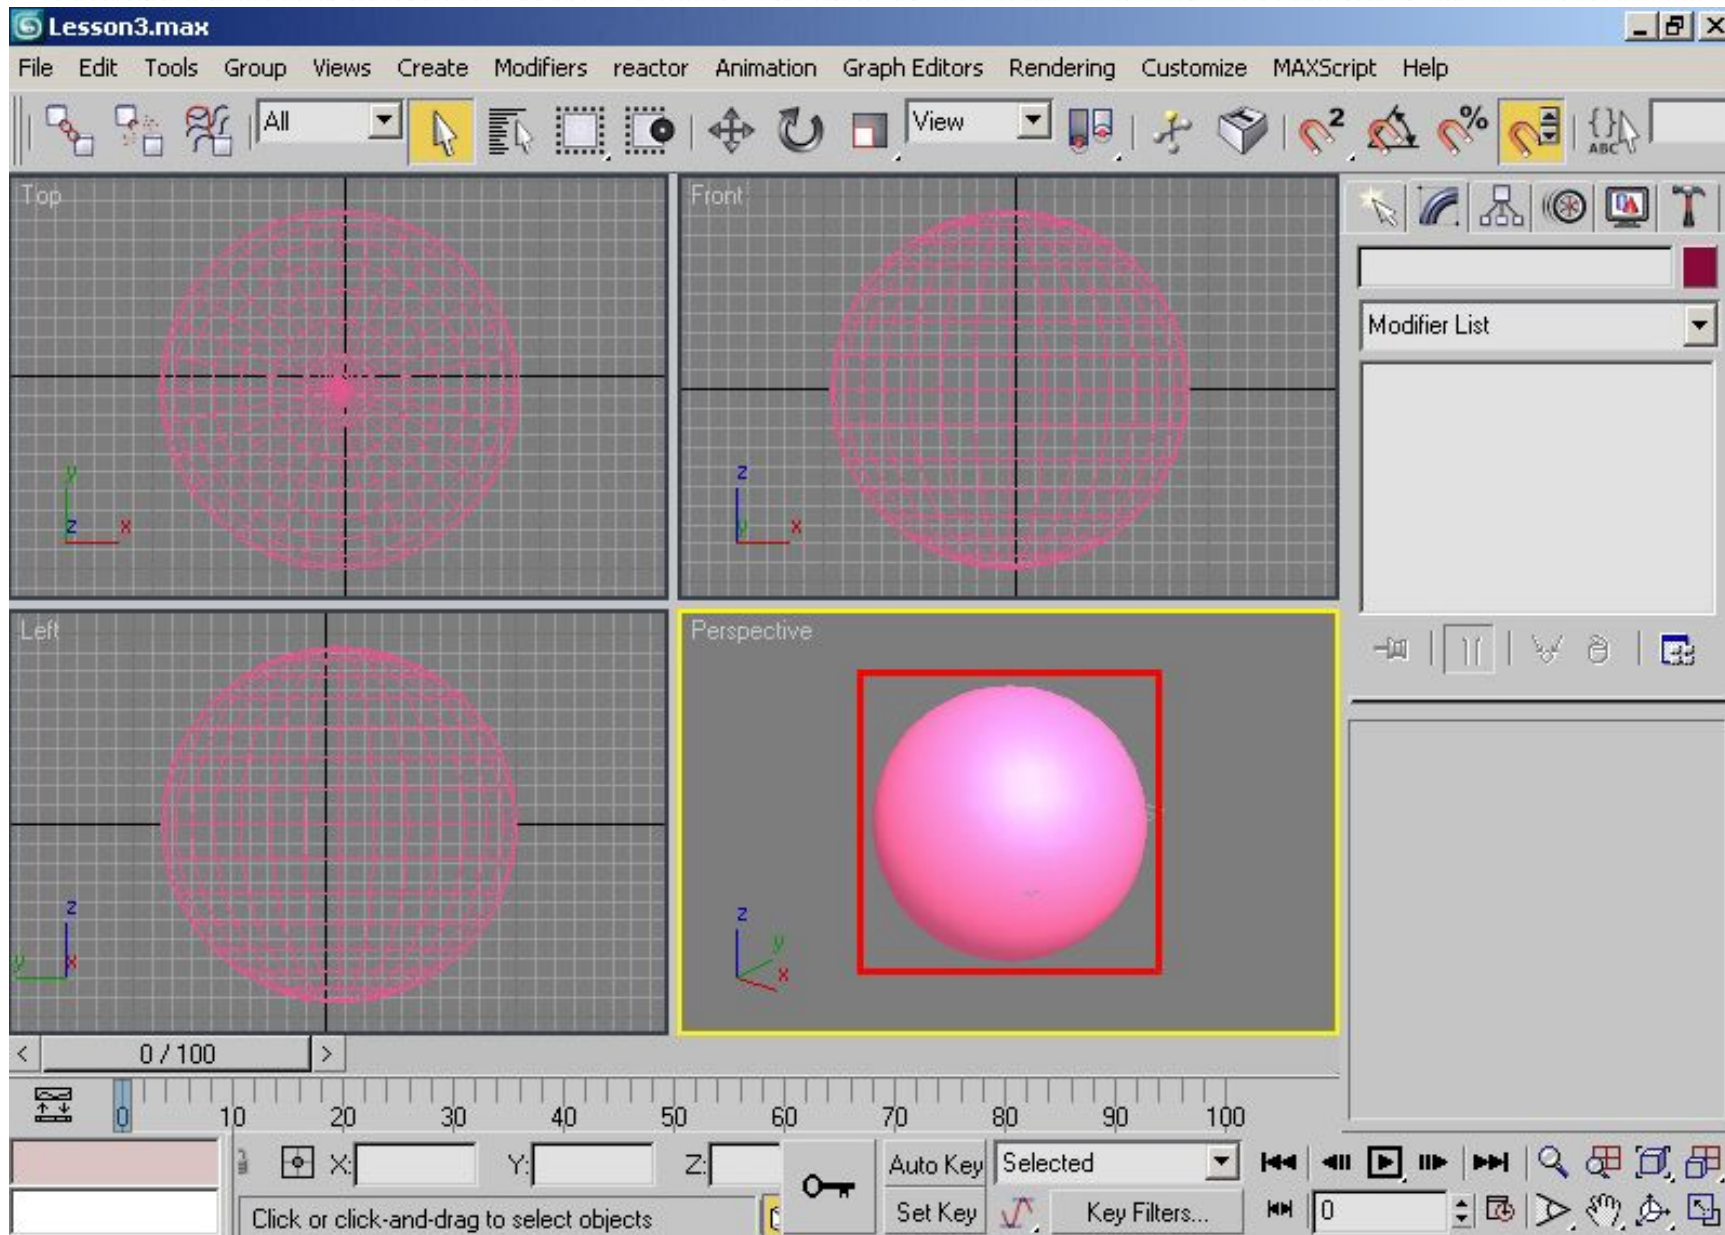 Lesson3.max
File Edit Tools Group Views Create Modifiers reactor Animation Graph Editors Rendering Customize MAXScript Help
All
View
2
%
{ }
ABC
Top
Front
Modifier List
y
z x
z
y x
Left
Perspective
z
y x
z
y
x
< 0 / 100 >
0 10 20 30 40 50 60 70 80 90 100
X: Y: Z: Auto Key Selected
Click or click-and-drag to select objects Set Key Key Filters... 0